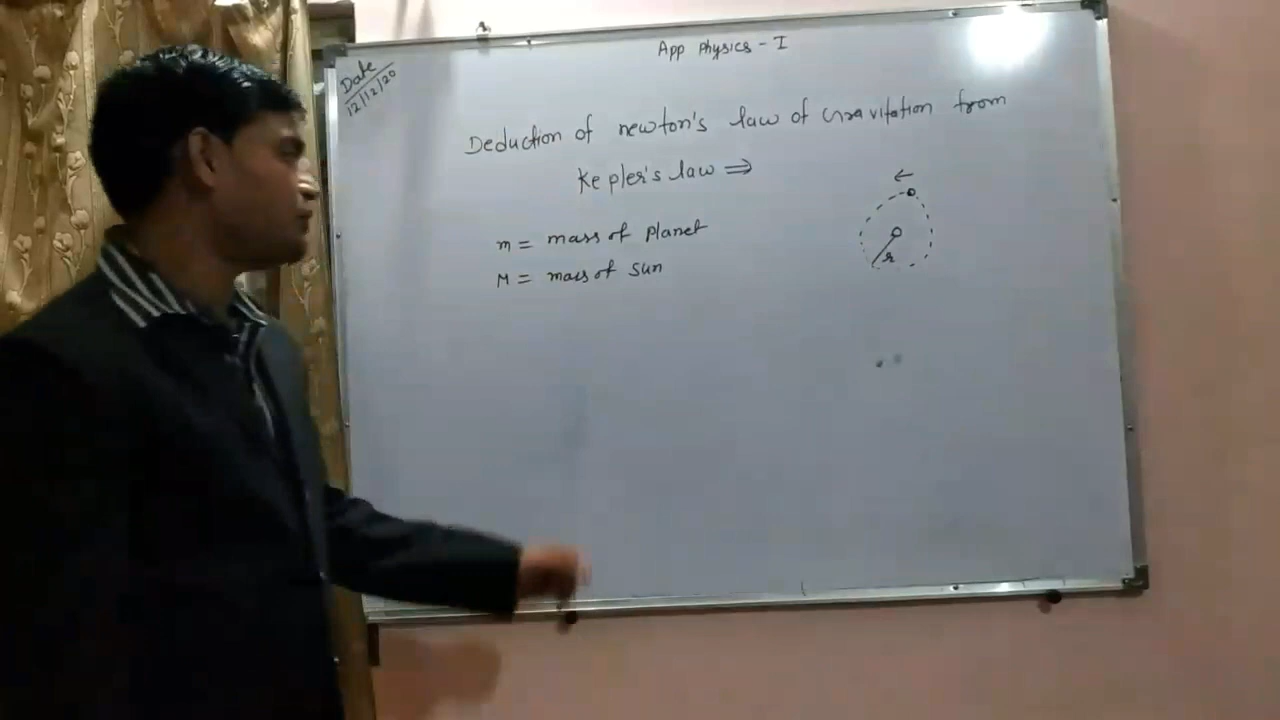 App Physics - I
Date
12/12/20
Deduction of newton's law of Gravitation from
Kepler's law ⇒
m = mass of planet
M = mass of sun
r